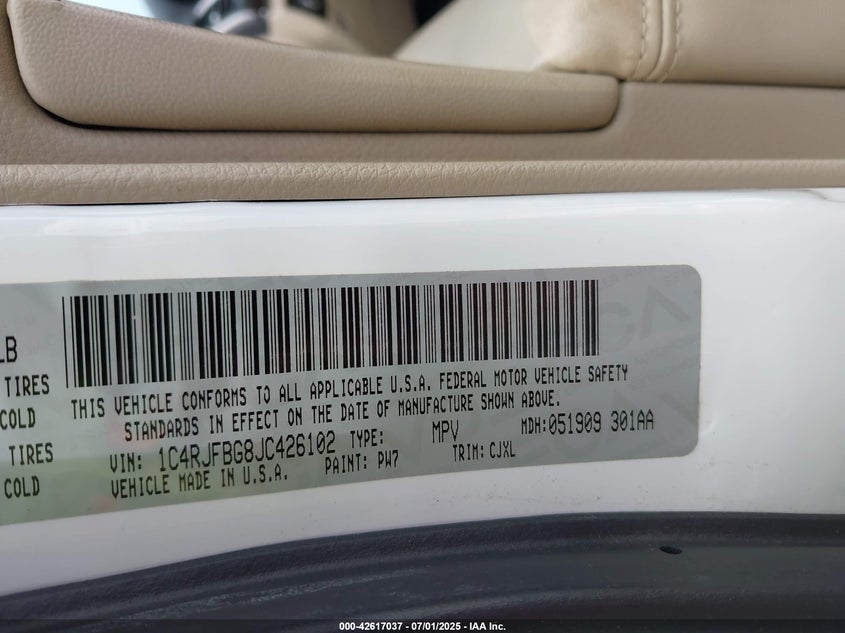 LB
TIRES
COLD
TIRES
COLD
THIS VEHICLE CONFORMS TO ALL APPLICABLE U.S.A. FEDERAL MOTOR VEHICLE SAFETY
STANDARDS IN EFFECT ON THE DATE OF MANUFACTURE SHOWN ABOVE.
VIN: 1C4RJFBG8JC426102 TYPE: MPV MDH:051909 301AA
VEHICLE MADE IN U.S.A. PAINT: PW7 TRIM:CJXL
000-42617037 - 07/01/2025 - IAA Inc.